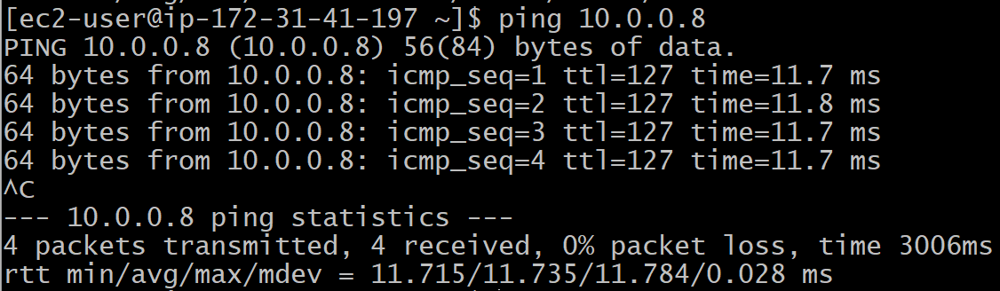 [ec2-user@ip-172-31-41-197 ~]$ ping 10.0.0.8
PING 10.0.0.8 (10.0.0.8) 56(84) bytes of data.
64 bytes from 10.0.0.8: icmp_seq=1 ttl=127 time=11.7 ms
64 bytes from 10.0.0.8: icmp_seq=2 ttl=127 time=11.8 ms
64 bytes from 10.0.0.8: icmp_seq=3 ttl=127 time=11.7 ms
64 bytes from 10.0.0.8: icmp_seq=4 ttl=127 time=11.7 ms
^C
--- 10.0.0.8 ping statistics ---
4 packets transmitted, 4 received, 0% packet loss, time 3006ms
rtt min/avg/max/mdev = 11.715/11.735/11.784/0.028 ms